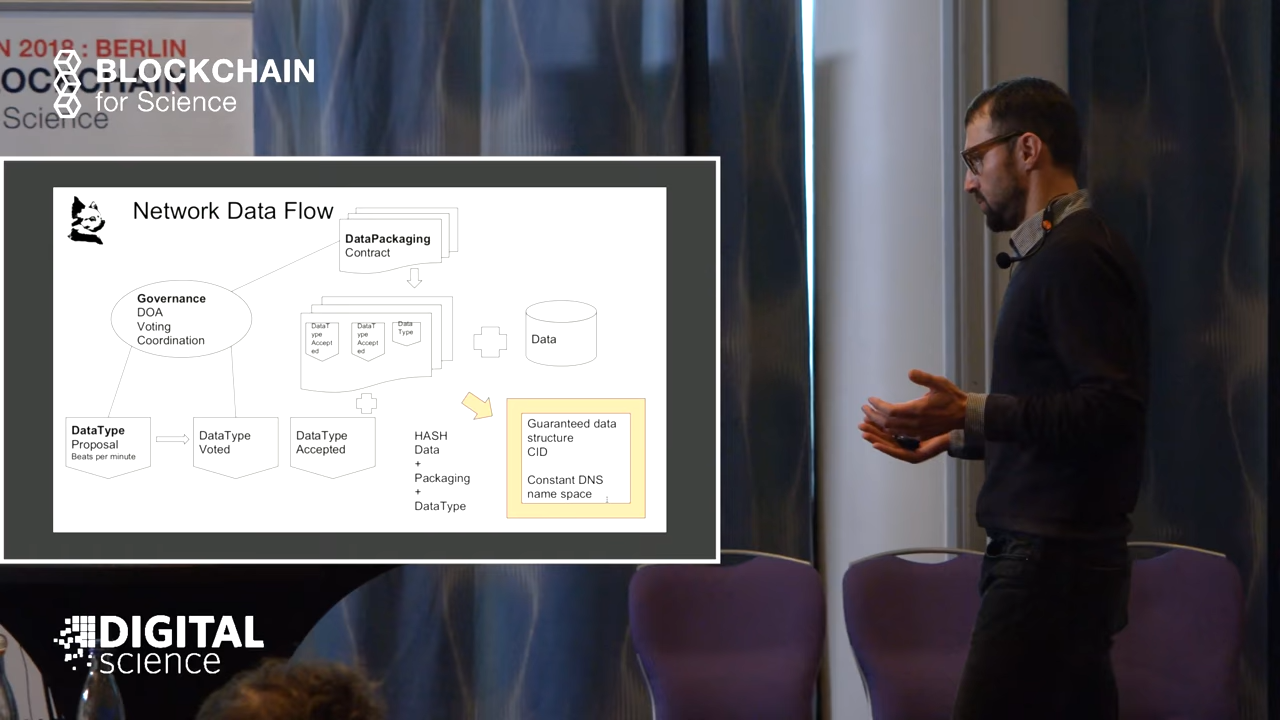 N 2018 : BERLIN
BLOCKCHAIN
for Science
Science
Network Data Flow
DataPackaging
Contract
Governance
DOA
Voting
Coordination
DataT
ype
Accept
ed
DataT
ype
Accept
ed
Data
Type
Data
DataType
Proposal
Beats per minute
DataType
Voted
DataType
Accepted
HASH
Data
+
Packaging
+
DataType
Guaranteed data
structure
CID
Constant DNS
name space
DIGITAL
science